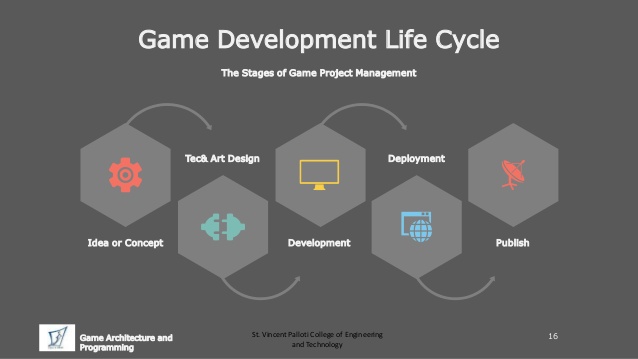 Game Development Life Cycle
The Stages of Game Project Management
Tec& Art Design
Deployment
Idea or Concept
Development
Publish
Game Architecture and
Programming
St. Vincent Palloti College of Engineering
and Technology
16